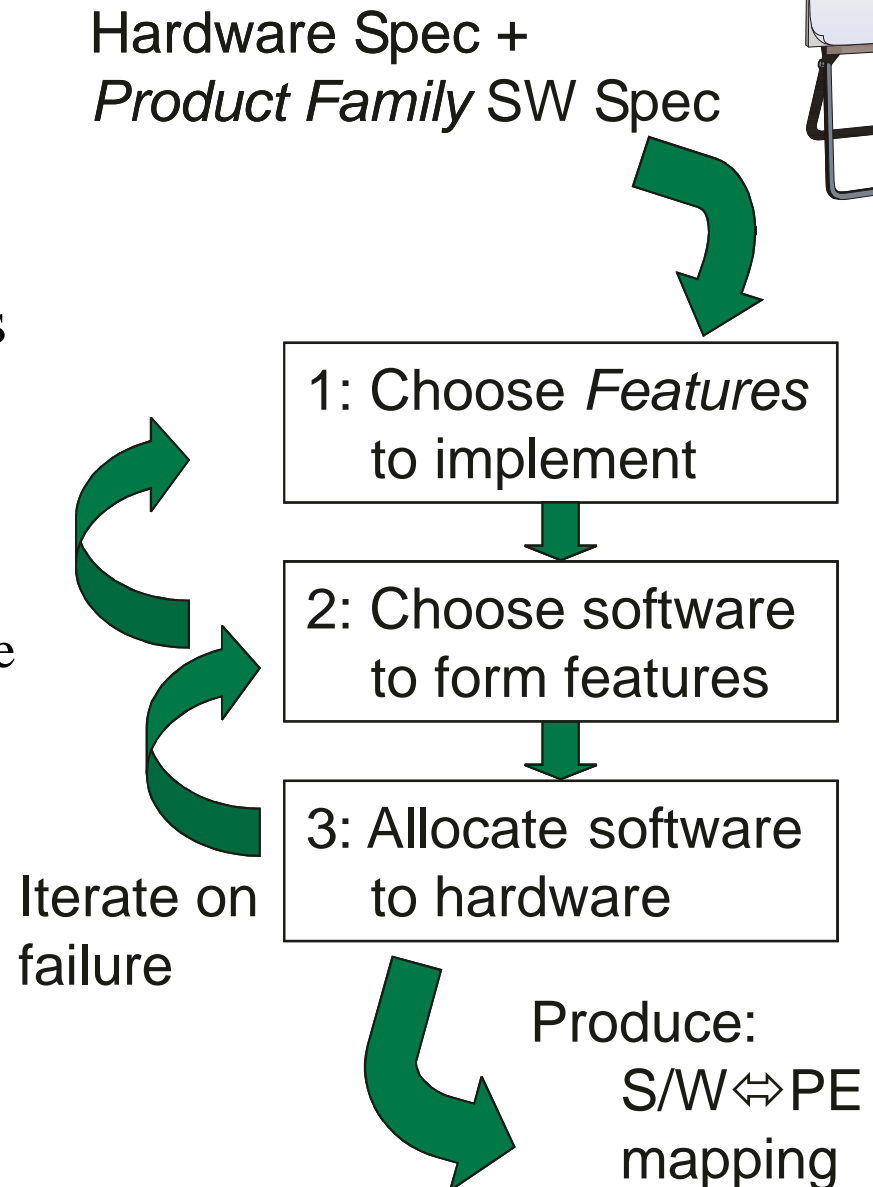 Hardware Spec +
Product Family SW Spec
s
1: Choose Features
to implement
2: Choose software
to form features
e
3: Allocate software
to hardware
Iterate on
failure
Produce:
S/W⇔PE
mapping